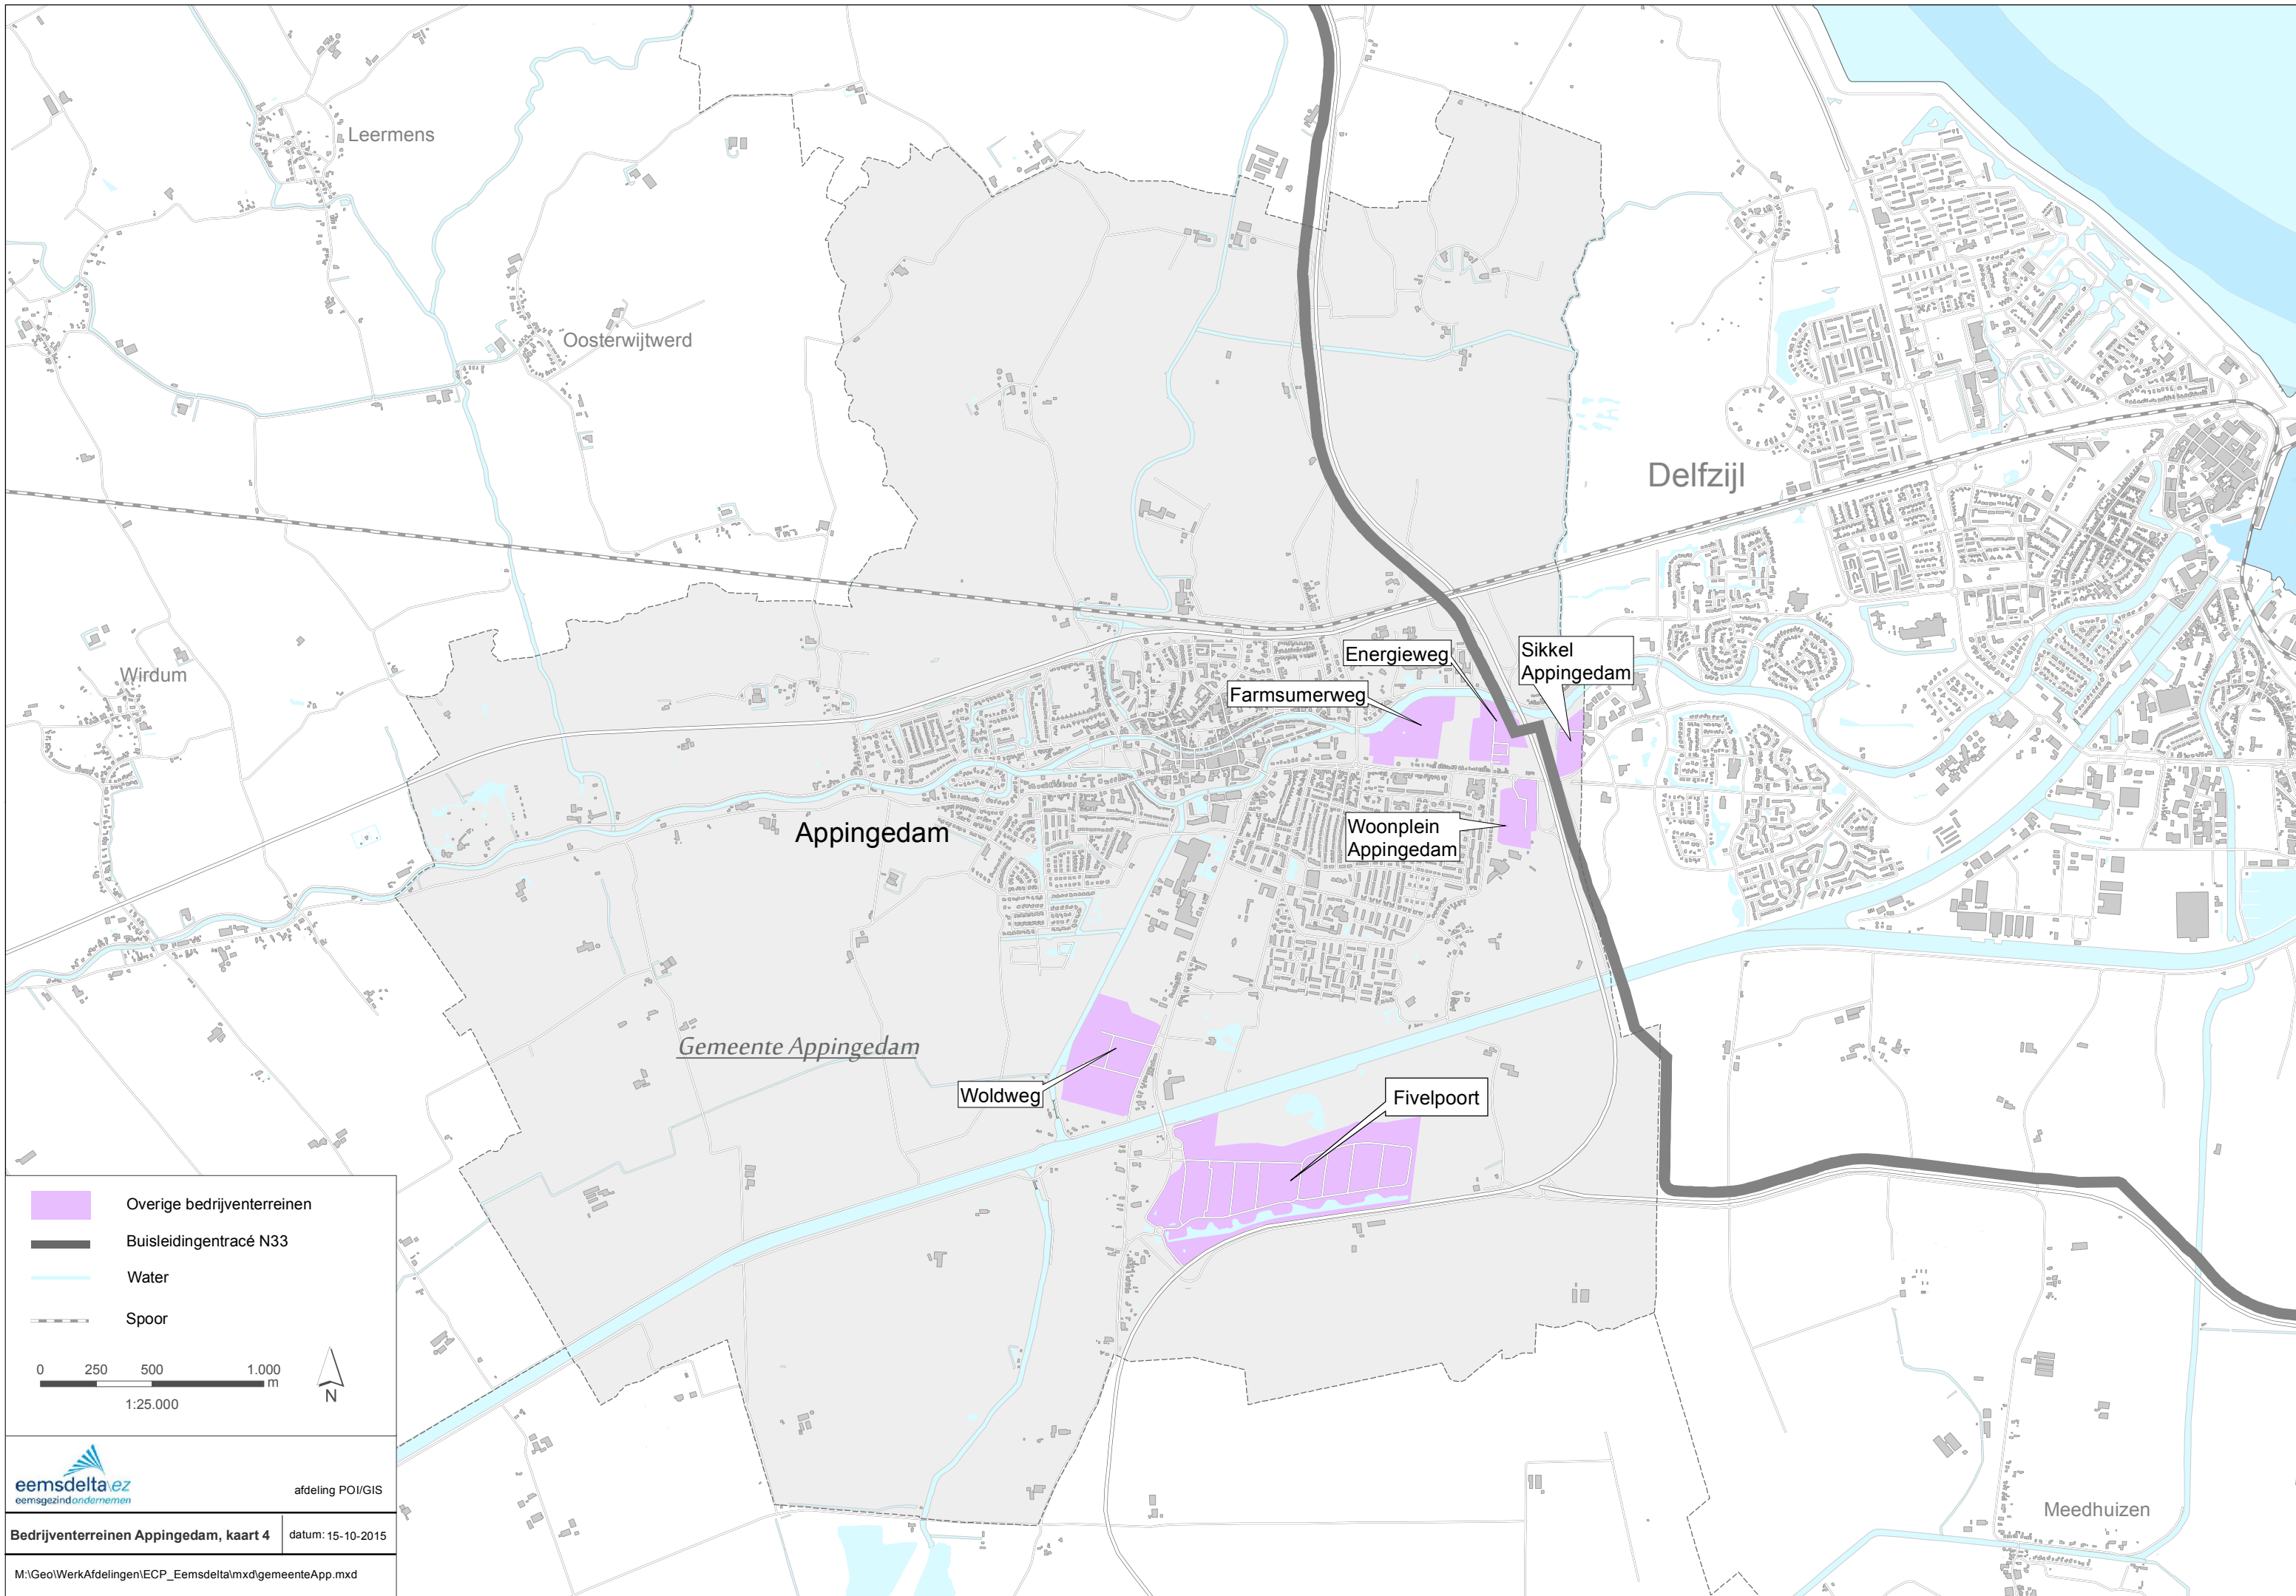 Leermens
Oosterwijtwerd
Delfzijl
Wirdum
Energieweg
Sikkel
Appingedam
Farmsumerweg
Appingedam
Woonplein
Appingedam
Gemeente Appingedam
Woldweg
Fivelpoort
Meedhuizen
Overige bedrijventerreinen
Buisleidingentracé N33
Water
Spoor
0 250 500 1.000
m
1:25.000
N
eemsdelta\ez
eemsgezindondernemen
afdeling POI/GIS
Bedrijventerreinen Appingedam, kaart 4 datum: 15-10-2015
M:\Geo\WerkAfdelingen\ECP_Eemsdelta\mxd\gemeenteApp.mxd